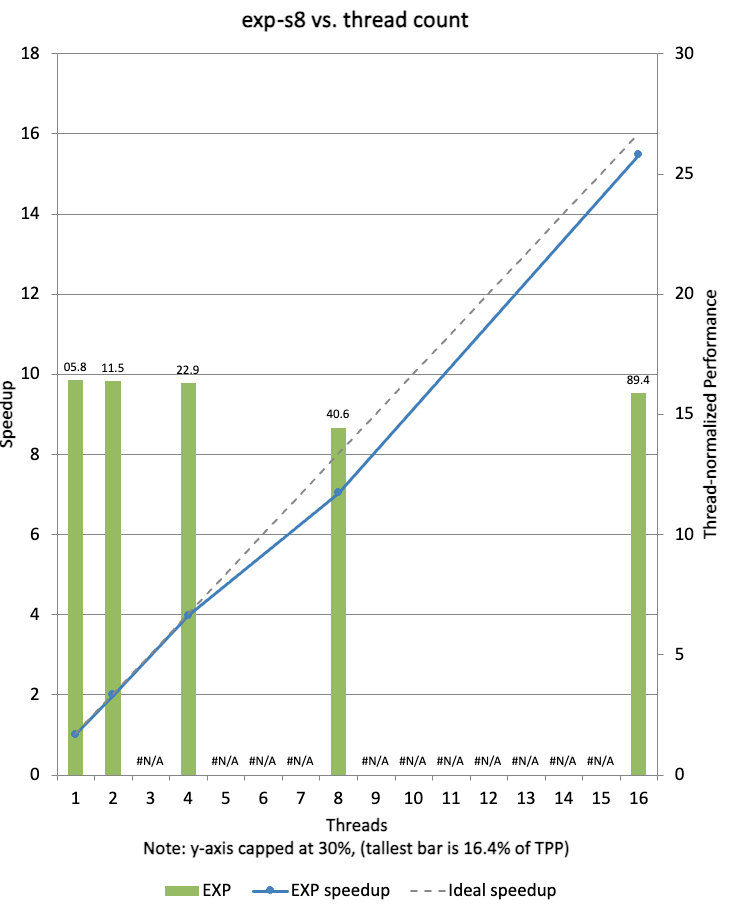 exp-s8 vs. thread count
18
16
14
12
10
8
6
4
2
0
Speedup
30
25
20
15
10
5
0
Thread-normalized Performance
05.8
11.5
22.9
40.6
89.4
#N/A
#N/A
#N/A
#N/A
#N/A
#N/A
#N/A
#N/A
#N/A
#N/A
#N/A
1 2 3 4 5 6 7 8 9 10 11 12 13 14 15 16
Threads
Note: y-axis capped at 30%, (tallest bar is 16.4% of TPP)
EXP EXP speedup Ideal speedup